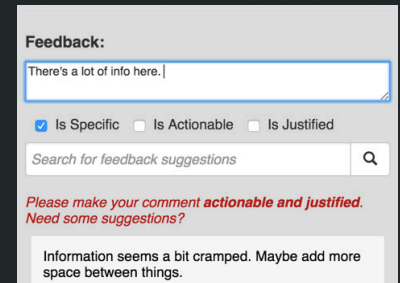 Feedback:
There's a lot of info here.
Is Specific Is Actionable Is Justified
Search for feedback suggestions
Please make your comment actionable and justified.
Need some suggestions?
Information seems a bit cramped. Maybe add more
space between things.